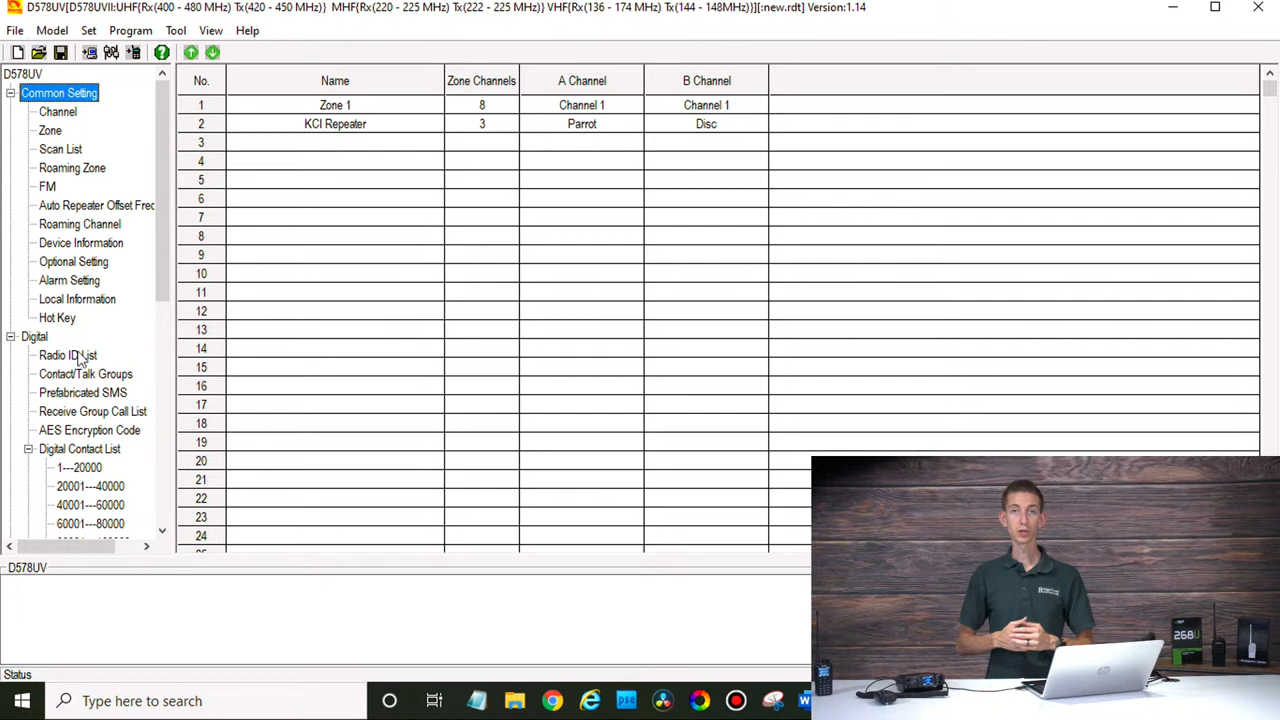 D578UV[D578UVII:UHF{Rx(400 - 480 MHz) Tx(420 - 450MHz)} MHF{Rx(220 - 225 MHz) Tx(222 - 225 MHz)} VHF{Rx(136 - 174 MHz) Tx(144 - 148MHz)}][:new.rdt] Version:1.14
File Model Set Program Tool View Help
D578UV
Common Setting
Channel
Zone
Scan List
Roaming Zone
FM
Auto Repeater Offset Frec
Roaming Channel
Device Information
Optional Setting
Alarm Setting
Local Information
Hot Key
Digital
Radio ID List
Contact/Talk Groups
Prefabricated SMS
Receive Group Call List
AES Encryption Code
Digital Contact List
1---20000
20001---40000
40001---60000
60001---80000
No. Name Zone Channels A Channel B Channel
1 Zone 1 8 Channel 1 Channel 1
2 KCI Repeater 3 Parrot Disc
3
4
5
6
7
8
9
10
11
12
13
14
15
16
17
18
19
20
21
22
23
24
D578UV
Status
Type here to search
pse
W
268U